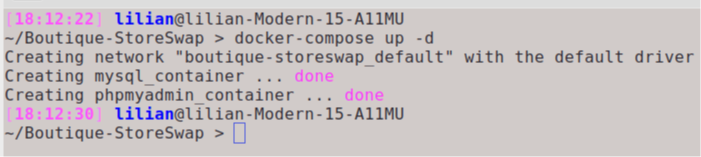 [18:12:22] lilian@lilian-Modern-15-A11MU
~/Boutique-StoreSwap > docker-compose up -d
Creating network "boutique-storeswap_default" with the default driver
Creating mysql_container ... done
Creating phpmyadmin_container ... done
[18:12:30] lilian@lilian-Modern-15-A11MU
~/Boutique-StoreSwap >